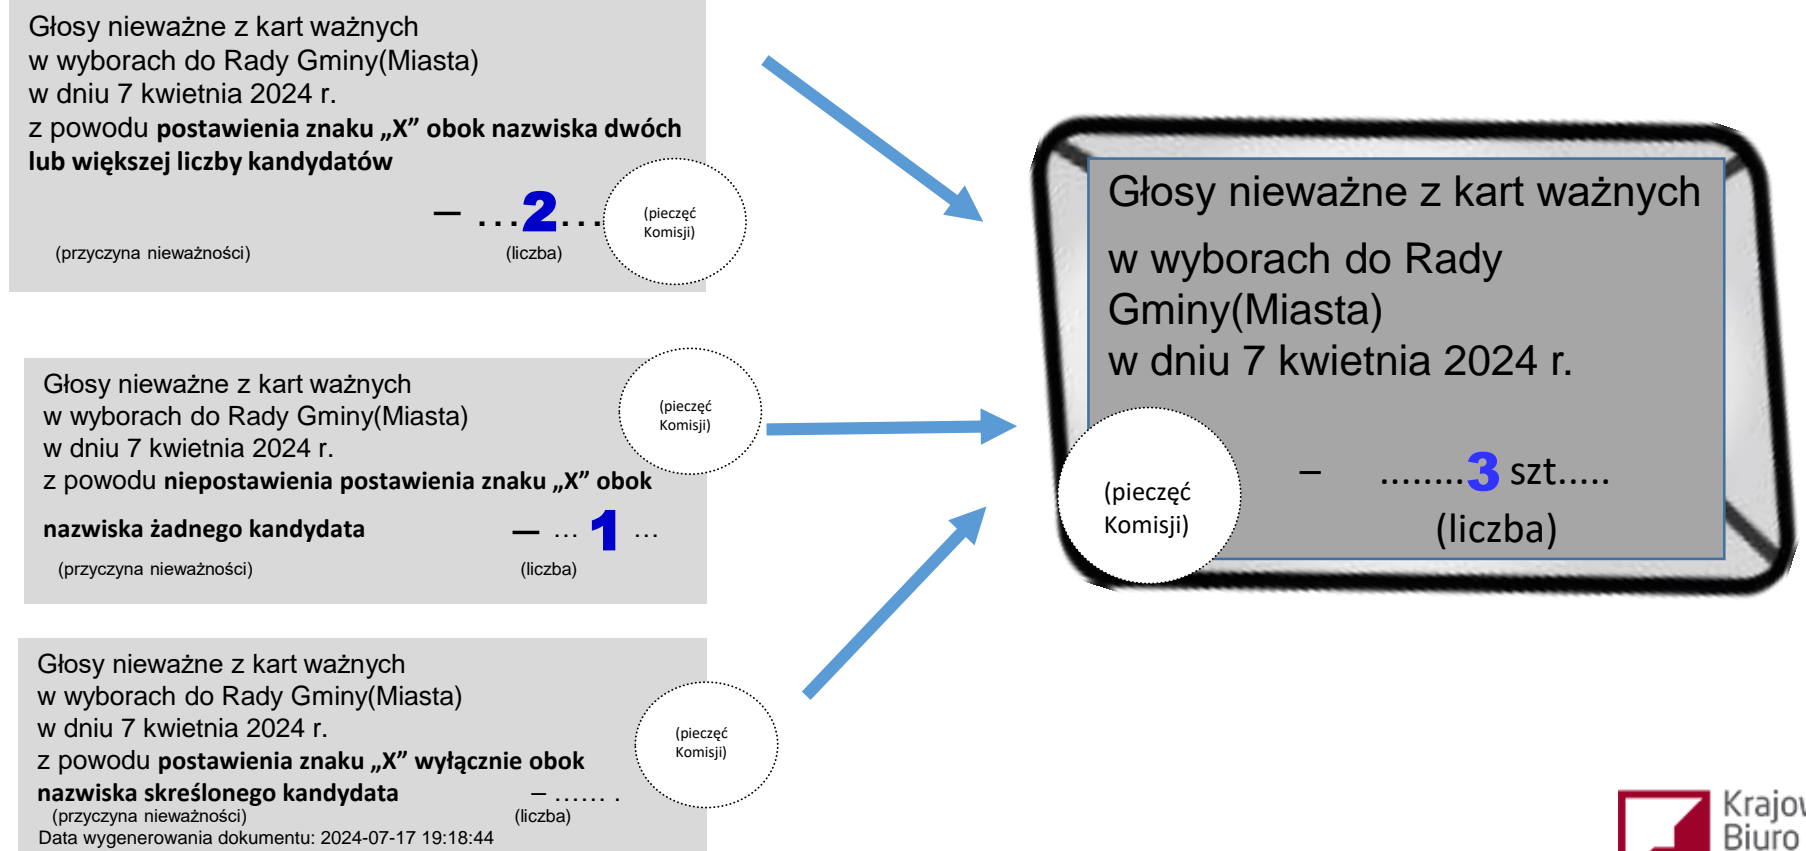 Głosy nieważne z kart ważnych
w wyborach do Rady Gminy(Miasta)
w dniu 7 kwietnia 2024 r.
z powodu postawienia znaku „X” obok nazwiska dwóch
lub większej liczby kandydatów
– ...2...
(pieczęć
Komisji)
(przyczyna nieważności) (liczba)
Głosy nieważne z kart ważnych
w wyborach do Rady Gminy(Miasta)
w dniu 7 kwietnia 2024 r.
z powodu niepostawienia postawienia znaku „X” obok
nazwiska żadnego kandydata – ... 1 ...
(pieczęć
Komisji)
(przyczyna nieważności) (liczba)
Głosy nieważne z kart ważnych
w wyborach do Rady Gminy(Miasta)
w dniu 7 kwietnia 2024 r.
z powodu postawienia znaku „X” wyłącznie obok
nazwiska skreślonego kandydata – ...... .
(pieczęć
Komisji)
(przyczyna nieważności) (liczba)
Data wygenerowania dokumentu: 2024-07-17 19:18:44
Głosy nieważne z kart ważnych
w wyborach do Rady
Gminy(Miasta)
w dniu 7 kwietnia 2024 r.
– ........3 szt.....
(liczba)
(pieczęć
Komisji)
Biuro